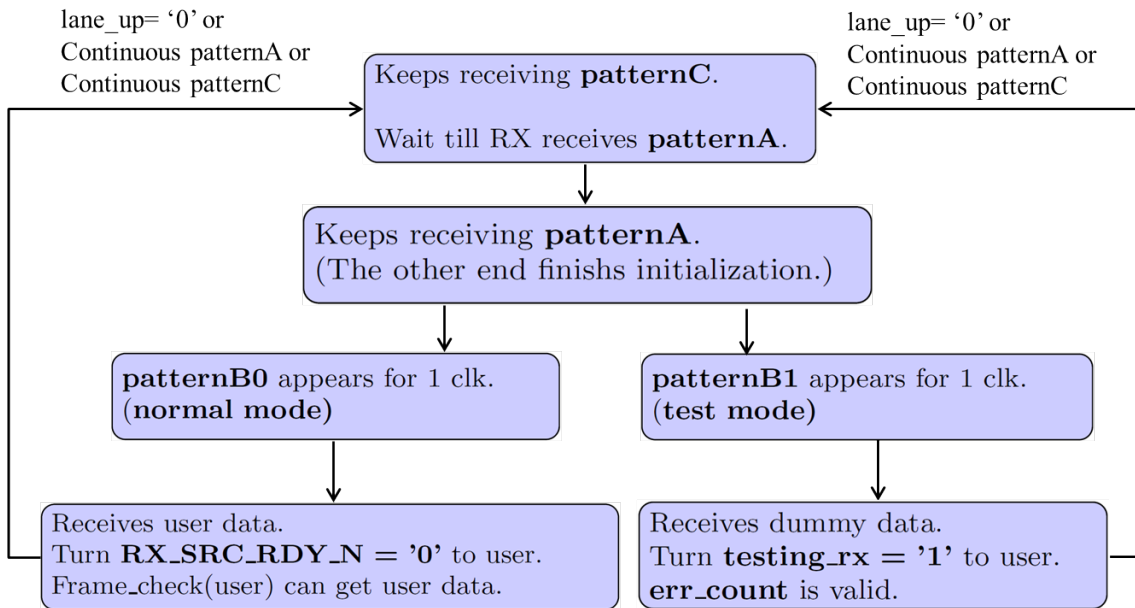 lane_up= ‘0’ or
Continuous patternA or
Continuous patternC
lane_up= ‘0’ or
Continuous patternA or
Continuous patternC
Keeps receiving patternC.
Wait till RX receives patternA.
Keeps receiving patternA.
(The other end finishs initialization.)
patternB0 appears for 1 clk.
(normal mode)
patternB1 appears for 1 clk.
(test mode)
Receives user data.
Turn RX_SRC_RDY_N = '0' to user.
Frame_check(user) can get user data.
Receives dummy data.
Turn testing_rx = '1' to user.
err_count is valid.